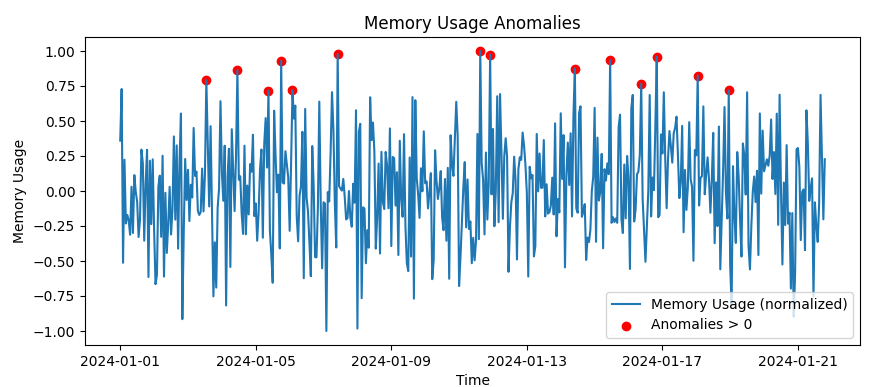 Memory Usage Anomalies
Memory Usage
1.00
0.75
0.50
0.25
0.00
−0.25
−0.50
−0.75
−1.00
Memory Usage (normalized)
Anomalies > 0
2024-01-01 2024-01-05 2024-01-09 2024-01-13 2024-01-17 2024-01-21
Time